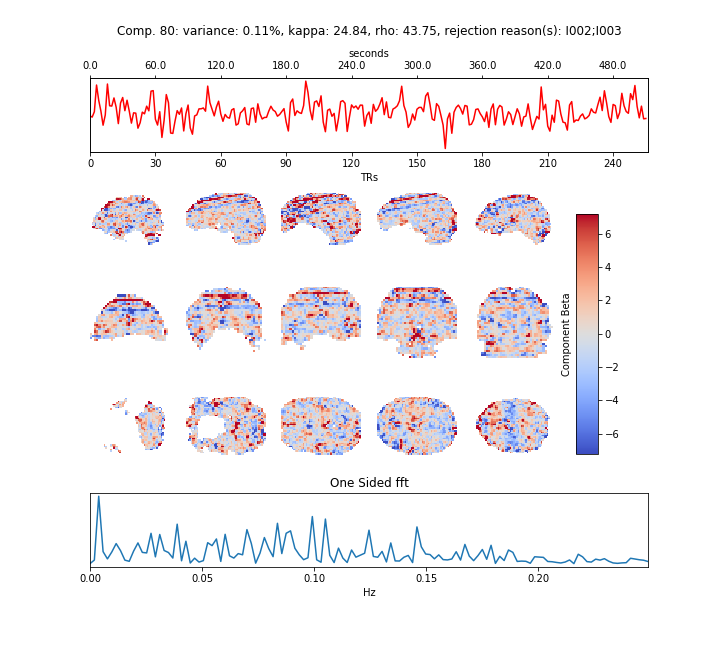 Comp. 80: variance: 0.11%, kappa: 24.84, rho: 43.75, rejection reason(s): I002;I003
seconds
0.0 60.0 120.0 180.0 240.0 300.0 360.0 420.0 480.0
0 30 60 90 120 150 180 210 240
TRs
6
4
2
0
−2
−4
−6
Component Beta
One Sided fft
0.00 0.05 0.10 0.15 0.20
Hz